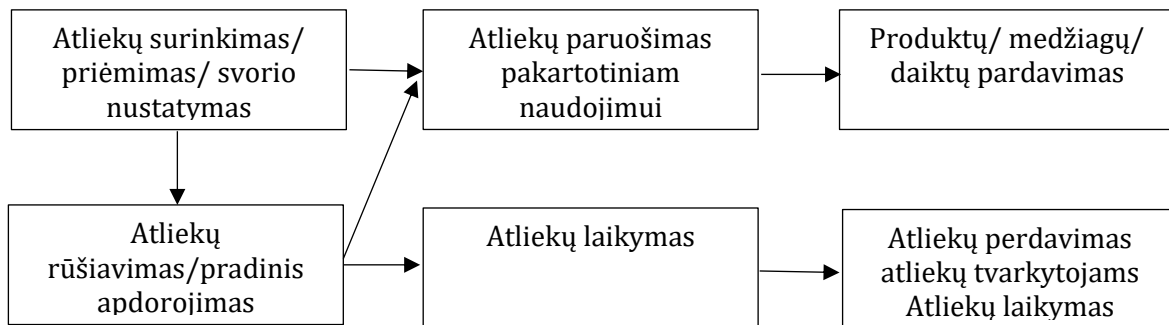 Atliekų surinkimas/
priėmimas/ svorio
nustatymas
Atliekų paruošimas
pakartotiniam
naudojimui
Produktų/ medžiagų/
daiktų pardavimas
Atliekų
rūšiavimas/pradinis
apdorojimas
Atliekų laikymas
Atliekų perdavimas
atliekų tvarkytojams
Atliekų laikymas